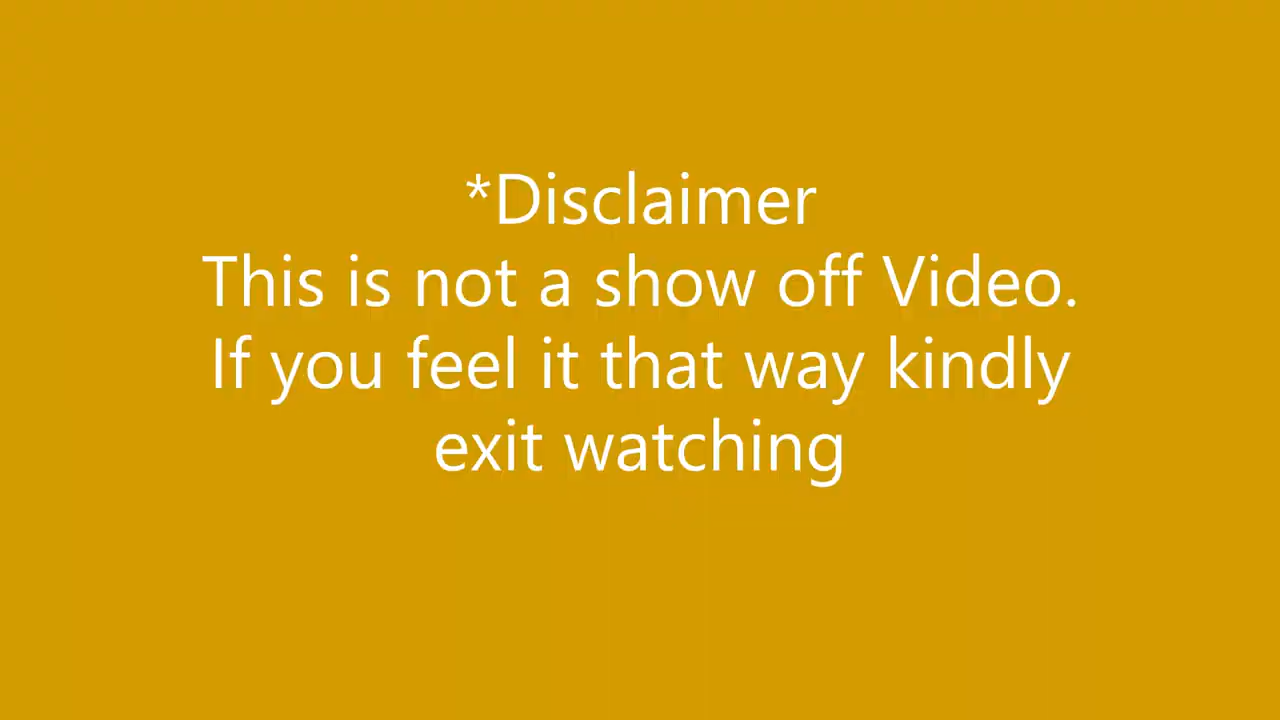 *Disclaimer
This is not a show off Video.
If you feel it that way kindly
exit watching